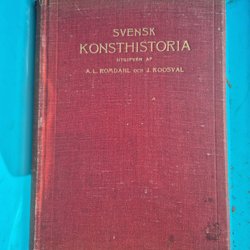 SVENSK
KONSTHISTORIA
UTGIFVEN AF
A. L. ROMDAHL OCH J. ROOSVAL